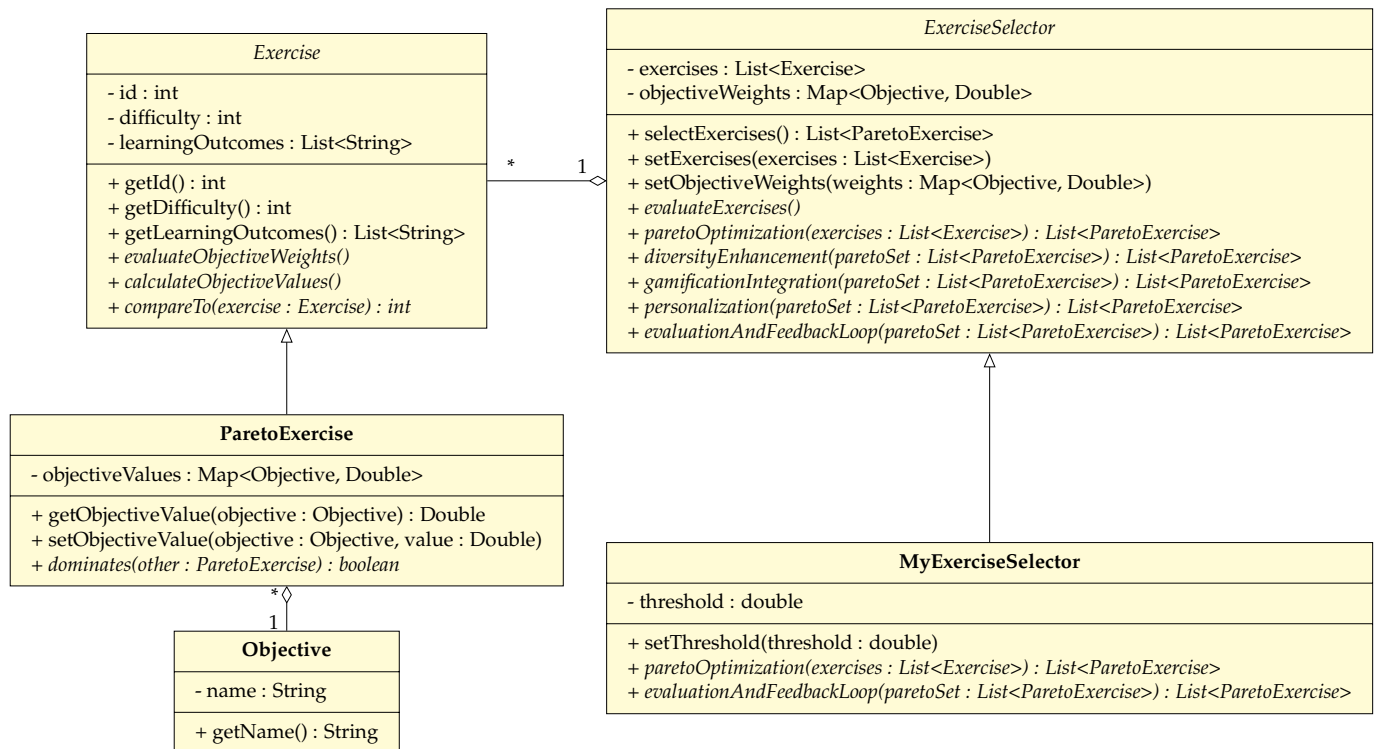 Exercise
- id : int
- difficulty : int
- learningOutcomes : List<String>
+ getId() : int
+ getDifficulty() : int
+ getLearningOutcomes() : List<String>
+ evaluateObjectiveWeights()
+ calculateObjectiveValues()
+ compareTo(exercise : Exercise) : int
* 1
ExerciseSelector
- exercises : List<Exercise>
- objectiveWeights : Map<Objective, Double>
+ selectExercises() : List<ParetoExercise>
+ setExercises(exercises : List<Exercise>)
+ setObjectiveWeights(weights : Map<Objective, Double>)
+ evaluateExercises()
+ paretoOptimization(exercises : List<Exercise>) : List<ParetoExercise>
+ diversityEnhancement(paretoSet : List<ParetoExercise>) : List<ParetoExercise>
+ gamificationIntegration(paretoSet : List<ParetoExercise>) : List<ParetoExercise>
+ personalization(paretoSet : List<ParetoExercise>) : List<ParetoExercise>
+ evaluationAndFeedbackLoop(paretoSet : List<ParetoExercise>) : List<ParetoExercise>
ParetoExercise
- objectiveValues : Map<Objective, Double>
+ getObjectiveValue(objective : Objective) : Double
+ setObjectiveValue(objective : Objective, value : Double)
+ dominates(other : ParetoExercise) : boolean
*
1
Objective
- name : String
+ getName() : String
MyExerciseSelector
- threshold : double
+ setThreshold(threshold : double)
+ paretoOptimization(exercises : List<Exercise>) : List<ParetoExercise>
+ evaluationAndFeedbackLoop(paretoSet : List<ParetoExercise>) : List<ParetoExercise>